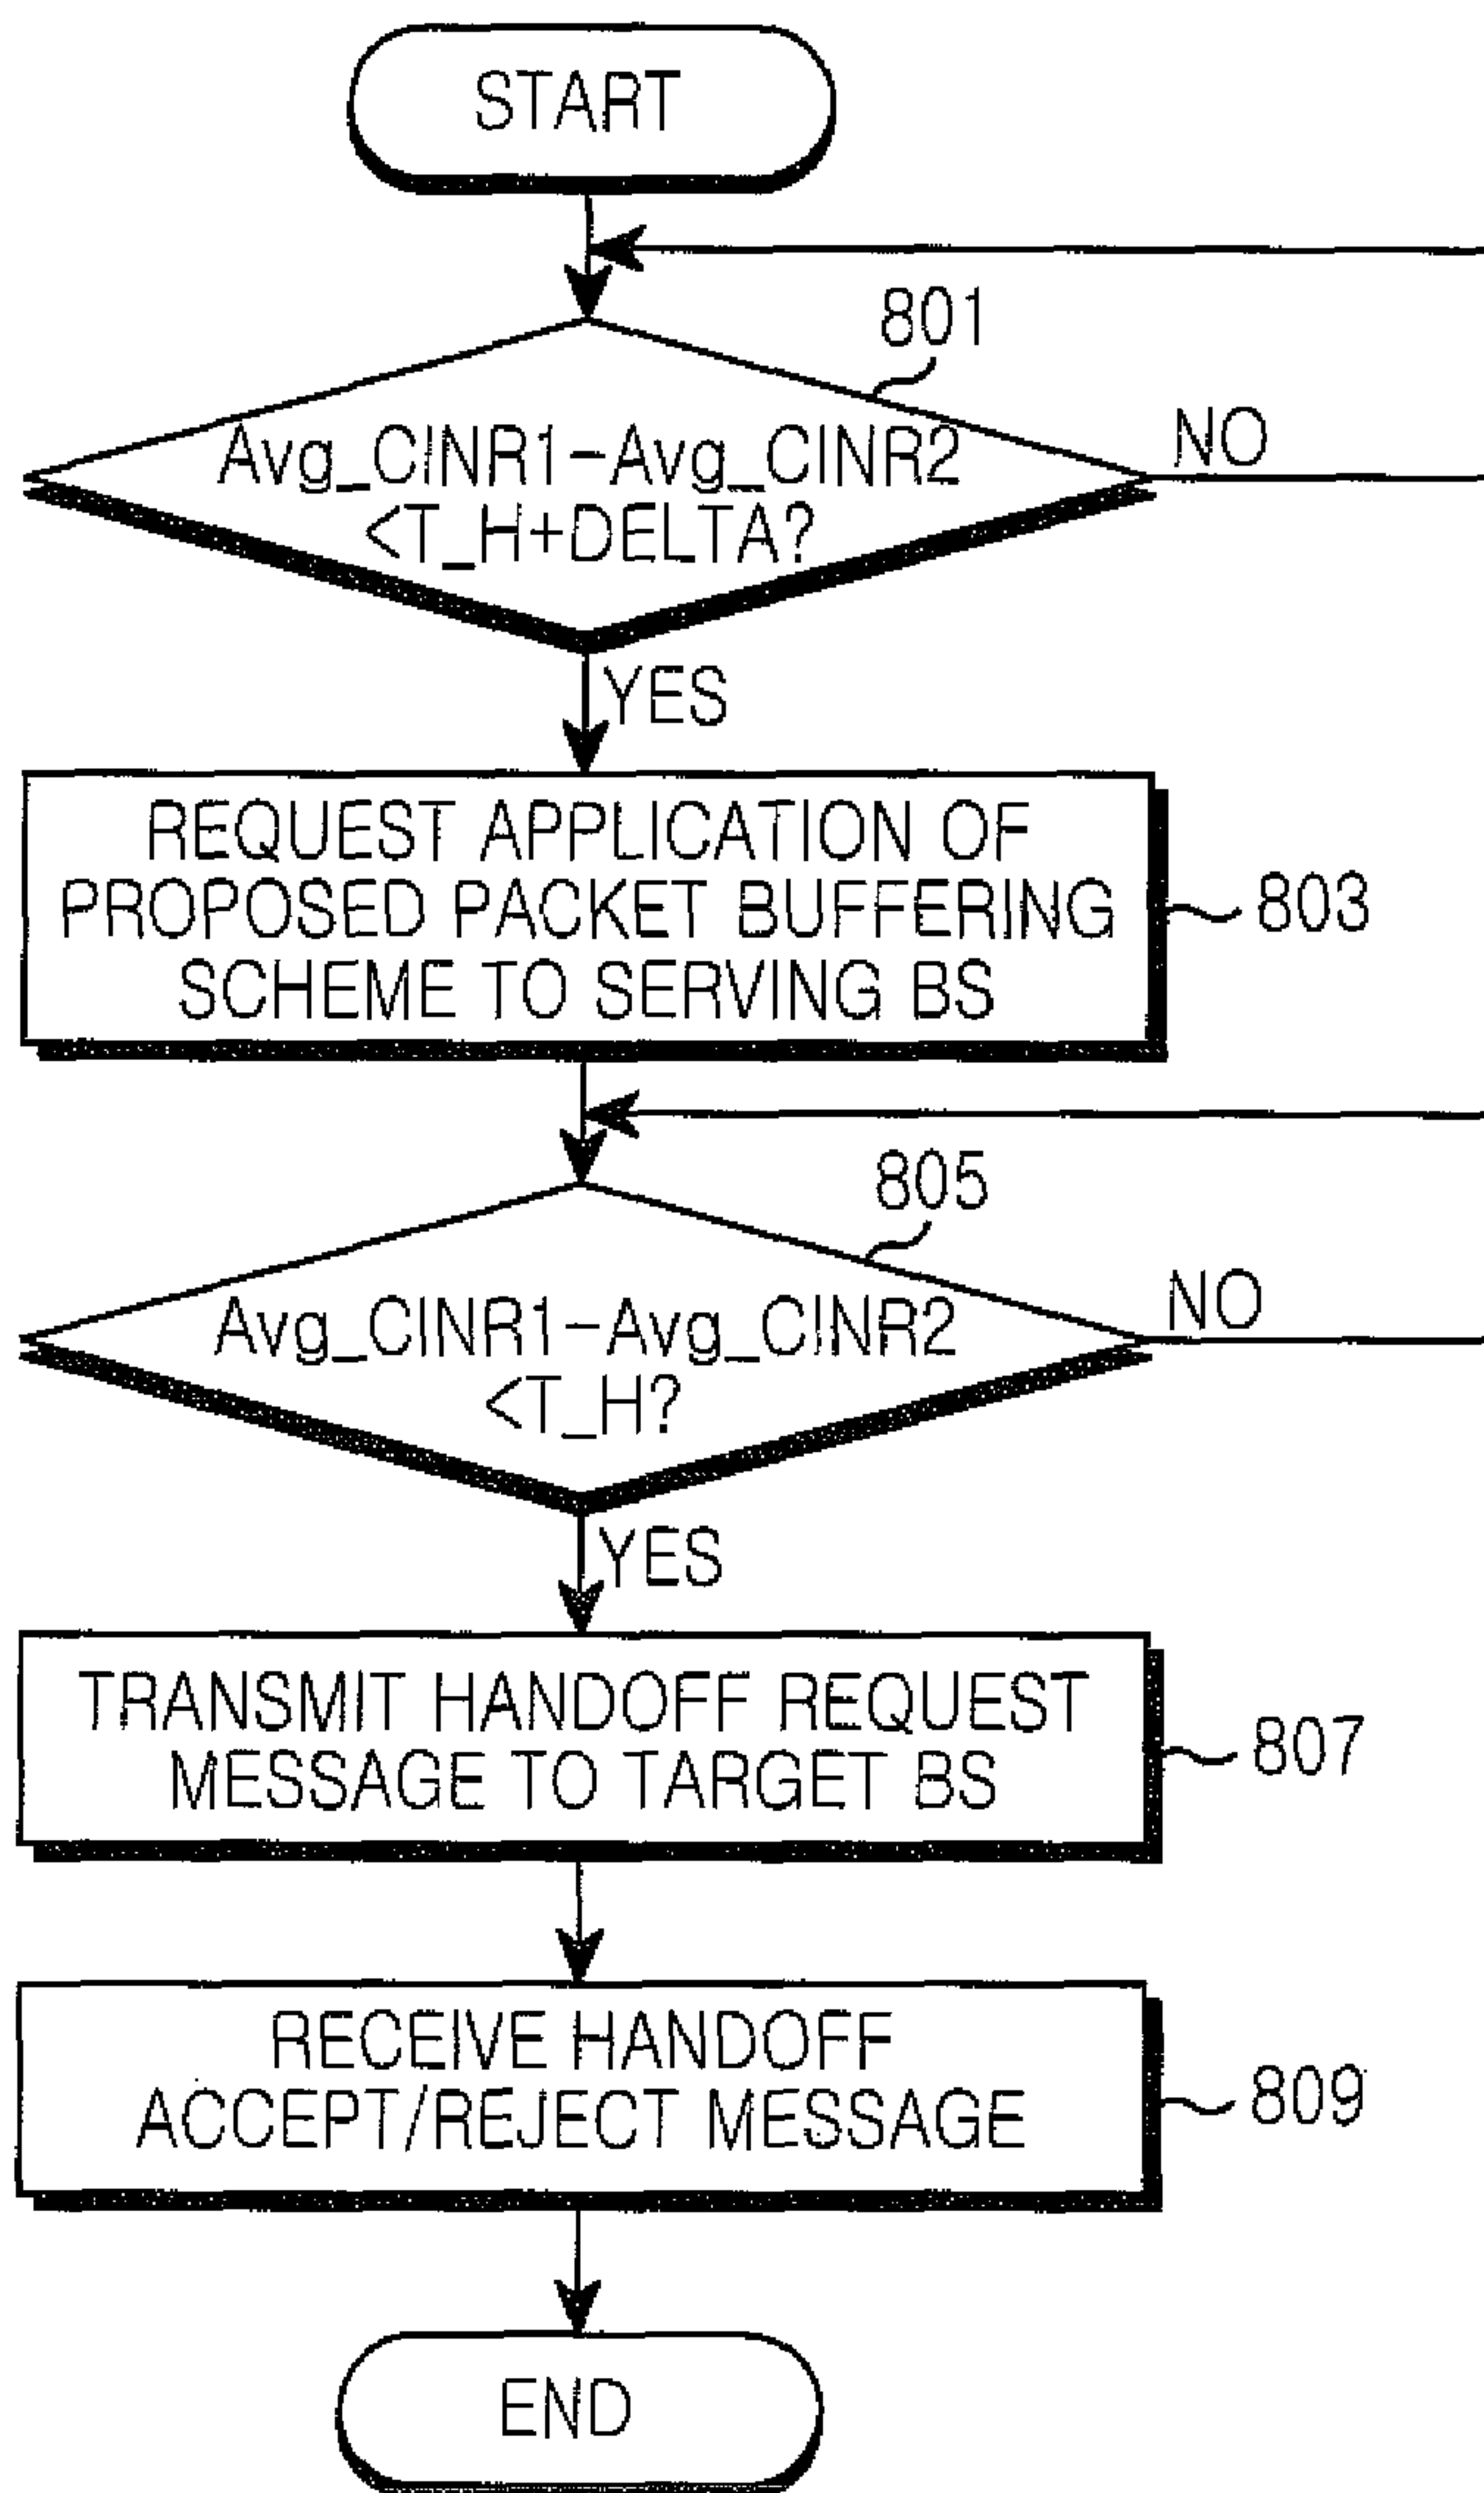 START
801
Avg_CINR1-Avg_CINR2
<T_H+DELTA?
NO
YES
REQUEST APPLICATION OF
PROPOSED PACKET BUFFERING
SCHEME TO SERVING BS
803
805
Avg_CINR1-Avg_CINR2
<T_H?
NO
YES
TRANSMIT HANDOFF REQUEST
MESSAGE TO TARGET BS
807
RECEIVE HANDOFF
ACCEPT/REJECT MESSAGE
809
END